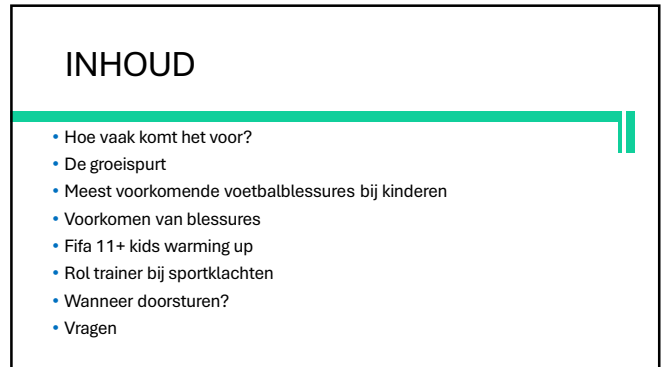 INHOUD
• Hoe vaak komt het voor?
• De groeispurt
• Meest voorkomende voetbalblessures bij kinderen
• Voorkomen van blessures
• Fifa 11+ kids warming up
• Rol trainer bij sportklachten
• Wanneer doorsturen?
• Vragen